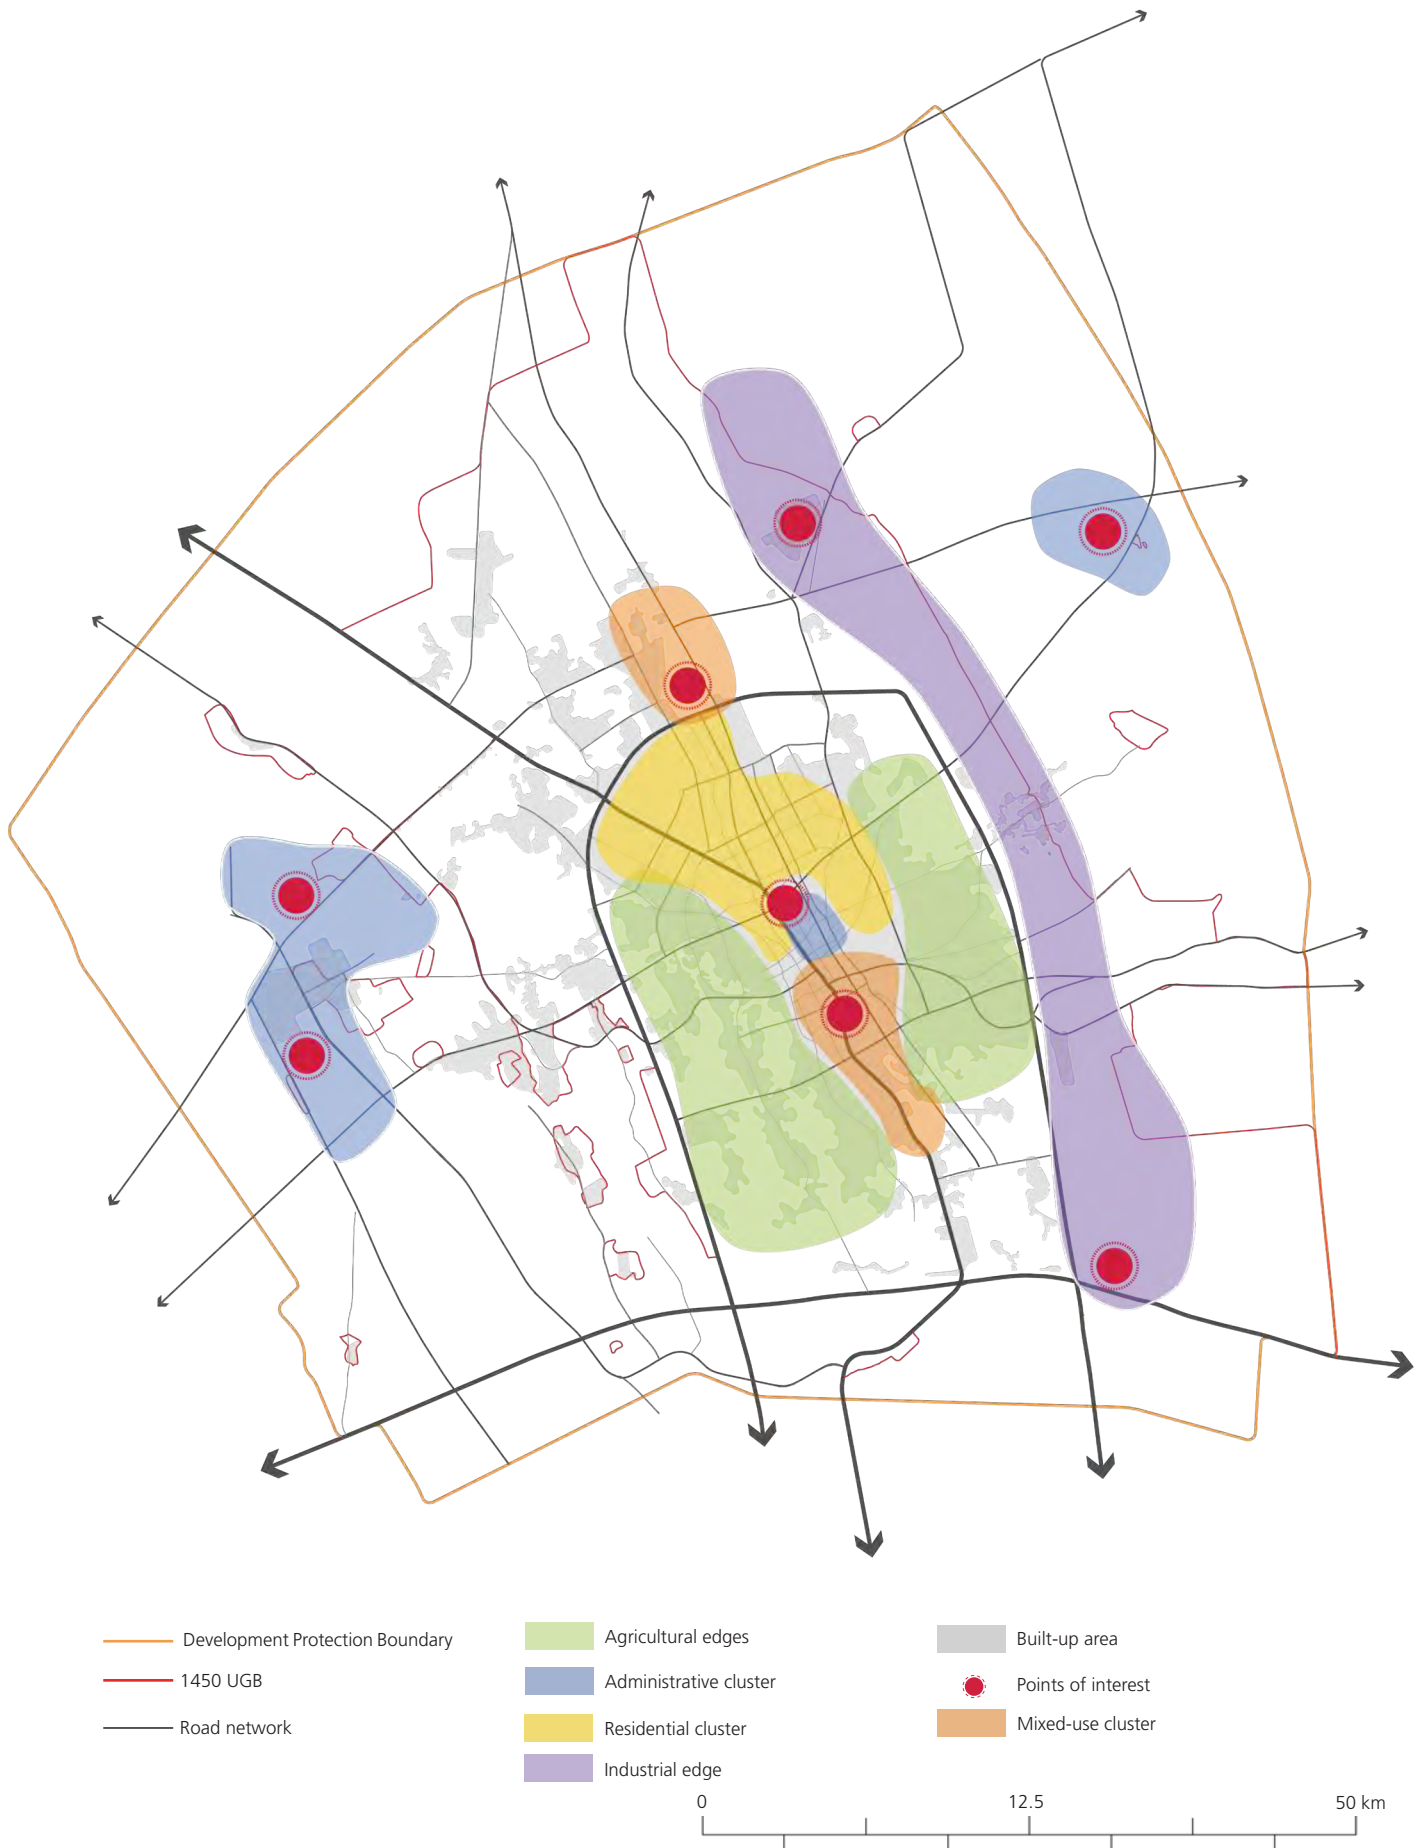 Development Protection Boundary
1450 UGB
Road network
Agricultural edges
Administrative cluster
Residential cluster
Industrial edge
Built-up area
Points of interest
Mixed-use cluster
0 12.5 50 km